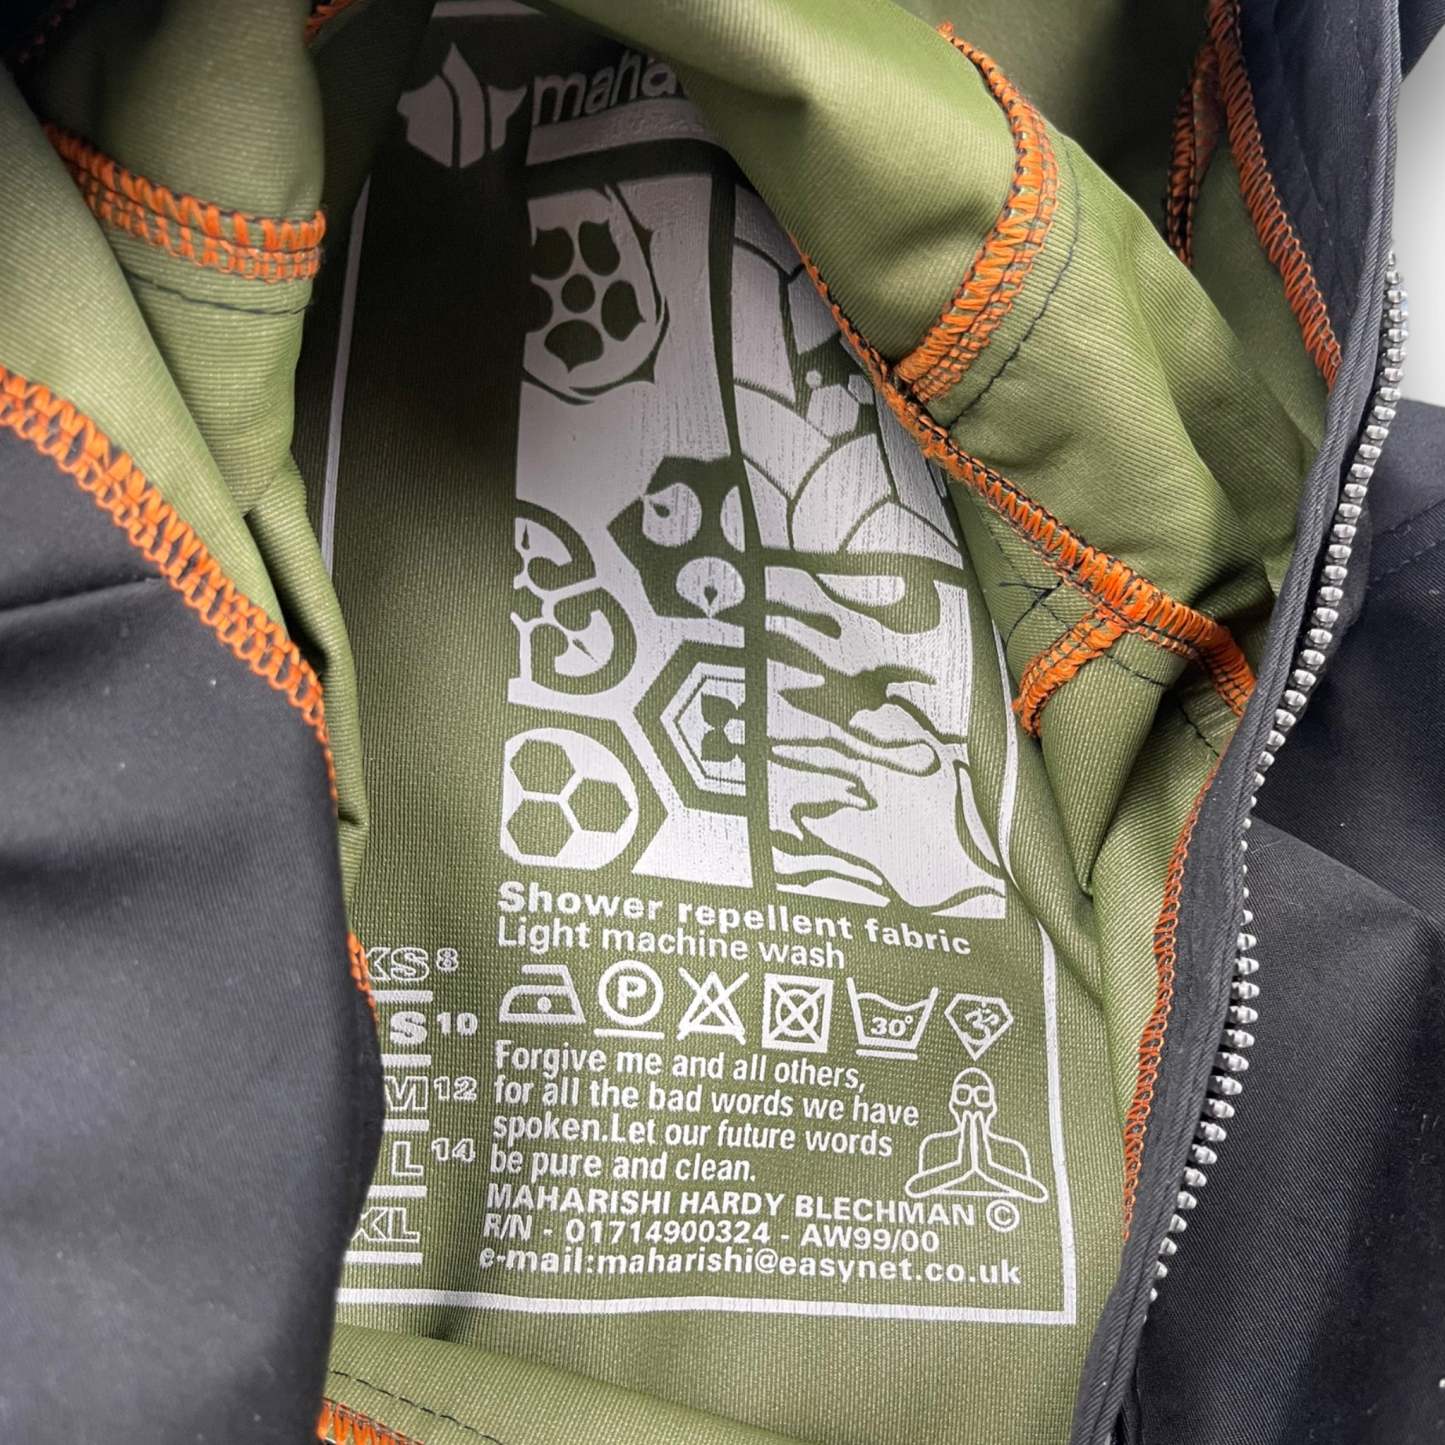 Shower repellent fabric
Light machine wash
XS 8
S 10
M 12
L 14
XL
P
30°
Forgive me and all others,
for all the bad words we have
spoken.Let our future words
be pure and clean.
MAHARISHI HARDY BLECHMAN ©
R/N - 01714900324 - AW99/00
e-mail:maharishi@easynet.co.uk